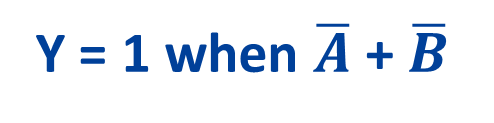 Y = 1 when A̅ + B̅